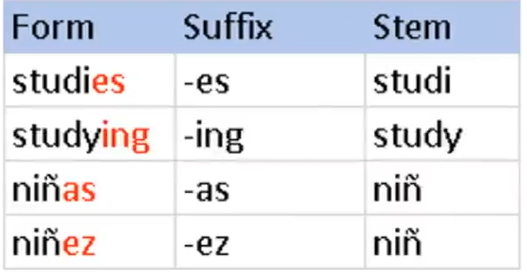 Form Suffix Stem
studies -es studi
studying -ing study
niñas -as niñ
niñez -ez niñ